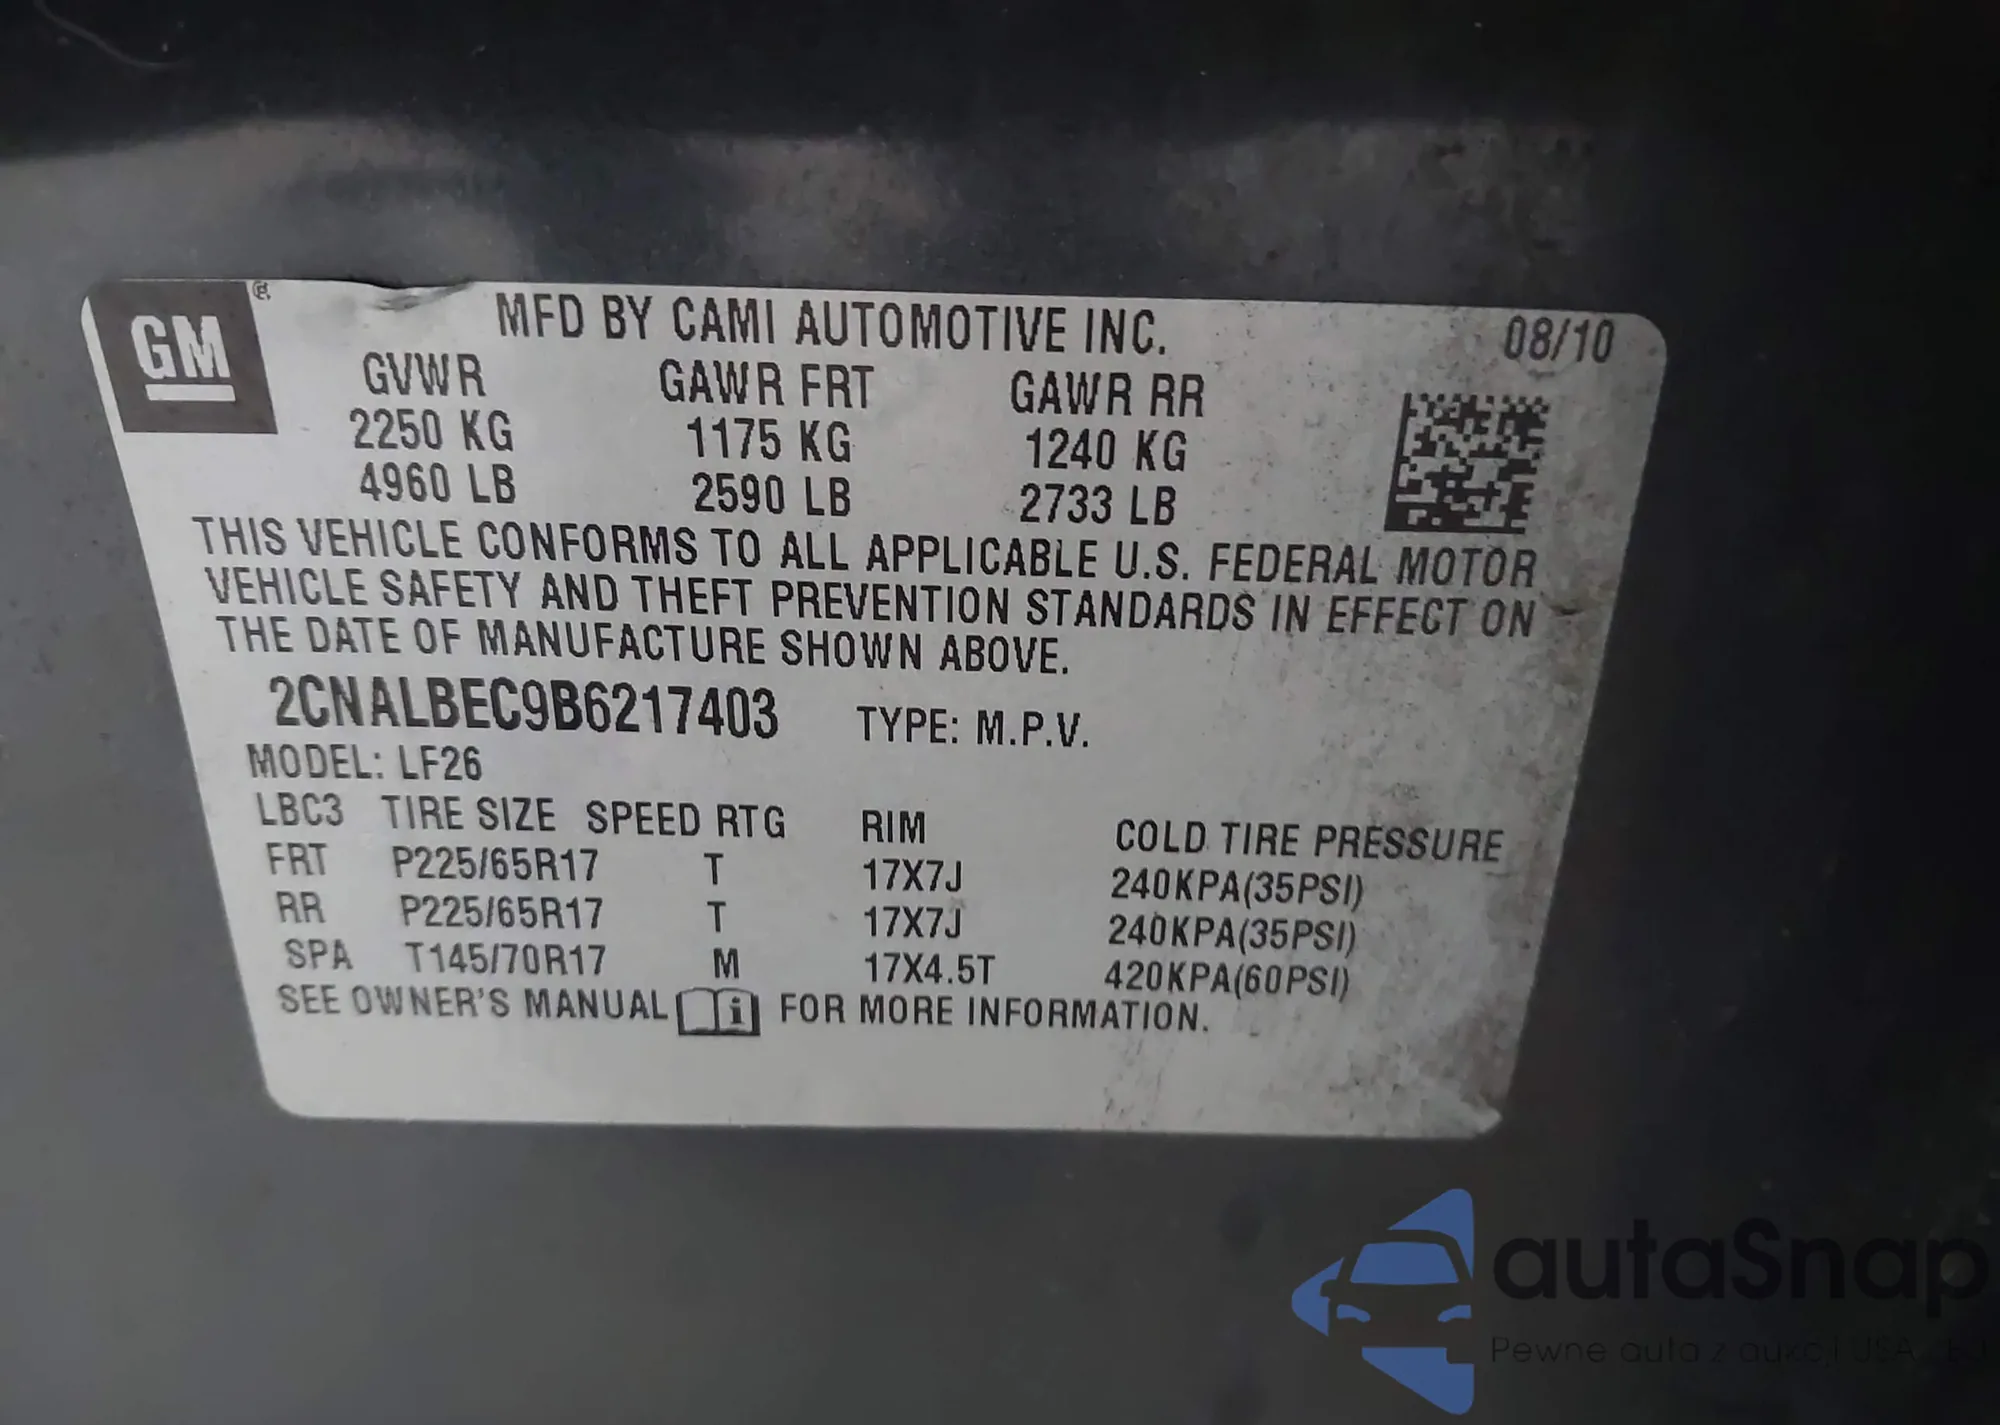 GM
MFD BY CAMI AUTOMOTIVE INC. 08/10
GVWR GAWR FRT GAWR RR
2250 KG 1175 KG 1240 KG
4960 LB 2590 LB 2733 LB
THIS VEHICLE CONFORMS TO ALL APPLICABLE U.S. FEDERAL MOTOR
VEHICLE SAFETY AND THEFT PREVENTION STANDARDS IN EFFECT ON
THE DATE OF MANUFACTURE SHOWN ABOVE.
2CNALBEC9B6217403 TYPE: M.P.V.
MODEL: LF26
LBC3 TIRE SIZE SPEED RTG RIM COLD TIRE PRESSURE
FRT P225/65R17 T 17X7J 240KPA(35PSI)
RR P225/65R17 T 17X7J 240KPA(35PSI)
SPA T145/70R17 M 17X4.5T 420KPA(60PSI)
SEE OWNER'S MANUAL i FOR MORE INFORMATION.
autaSnap
Pewne auta z aukcji USA